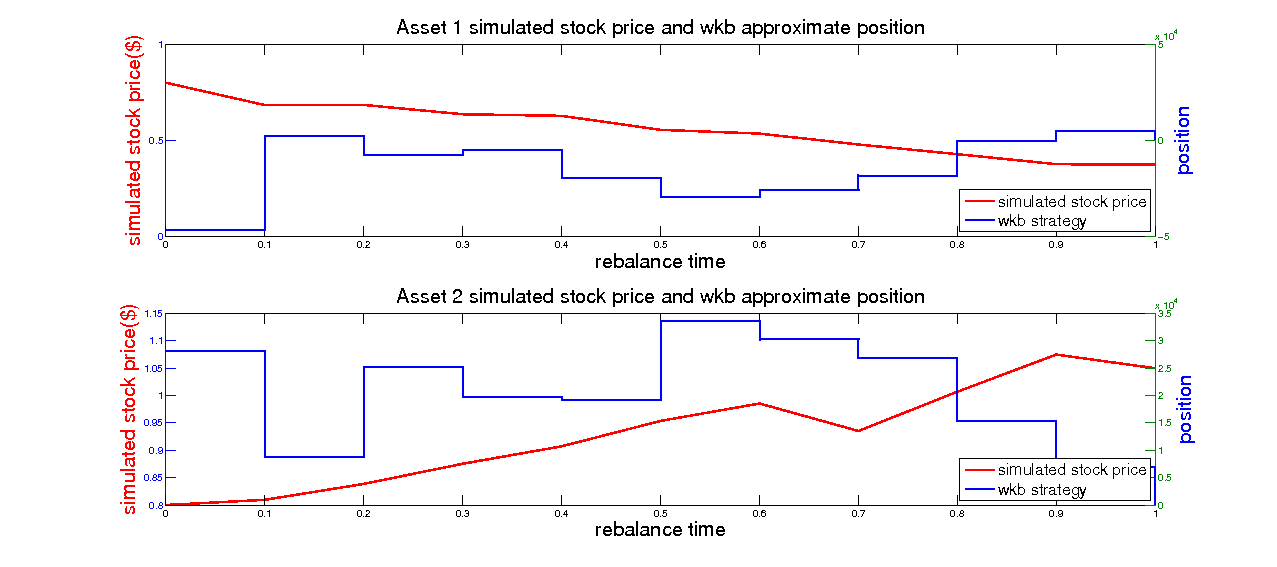 Asset 1 simulated stock price and wkb approximate position
x 10^4
1
0.5
0
5
0
-5
simulated stock price($)
position
simulated stock price
wkb strategy
0 0.1 0.2 0.3 0.4 0.5 0.6 0.7 0.8 0.9 1
rebalance time
Asset 2 simulated stock price and wkb approximate position
x 10^4
1.15
1.1
1.05
1
0.95
0.9
0.85
0.8
3.5
3
2.5
2
1.5
1
0.5
0
simulated stock price($)
position
simulated stock price
wkb strategy
0 0.1 0.2 0.3 0.4 0.5 0.6 0.7 0.8 0.9 1
rebalance time